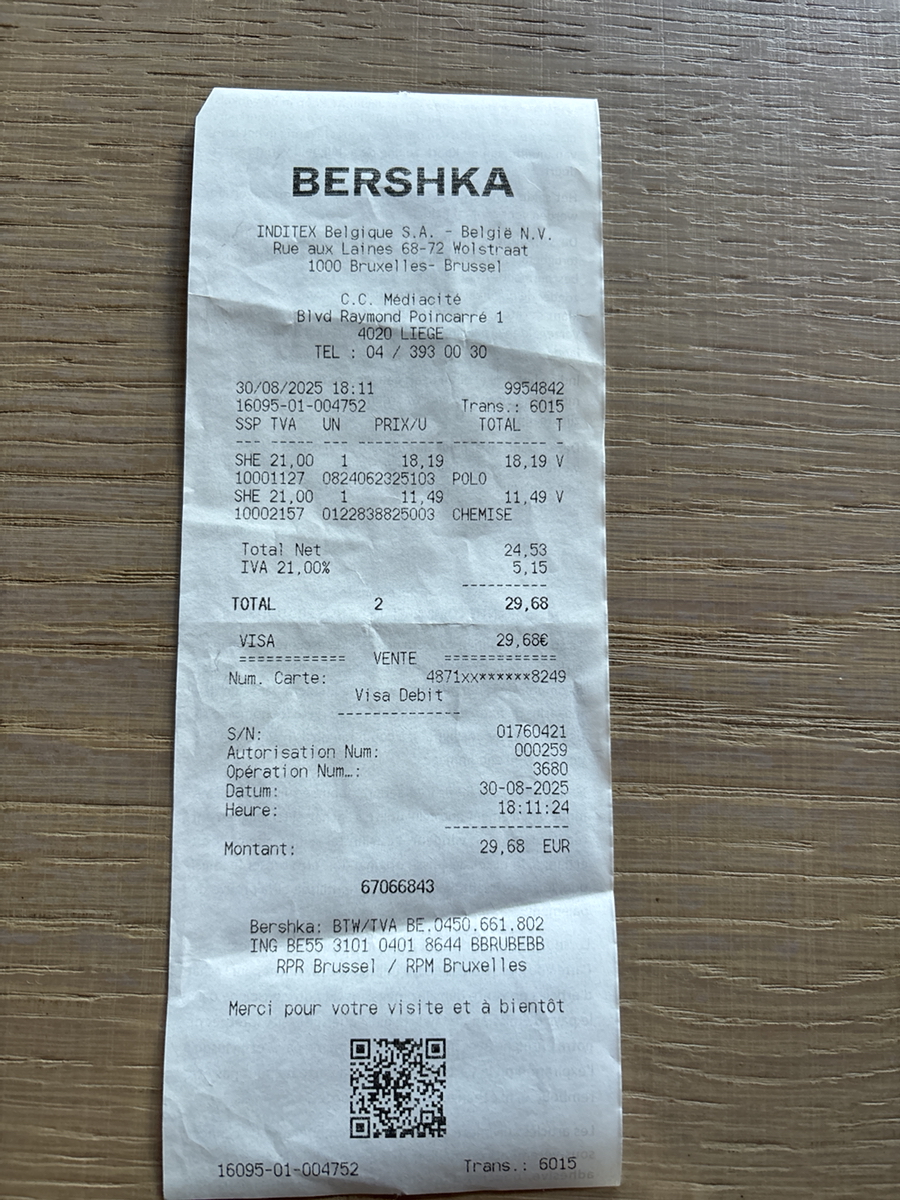 BERSHKA
INDITEX Belgique S.A. - België N.V.
Rue aux Laines 68-72 Wolstraat
1000 Bruxelles- Brussel
C.C. Médiacité
Blvd Raymond Poincarré 1
4020 LIEGE
TEL : 04 / 393 00 30
30/08/2025 18:11 9954842
16095-01-004752 Trans.: 6015
SSP TVA UN PRIX/U TOTAL T
--- --- --- ---------- ---------- -
SHE 21,00 1 18,19 18,19 V
10001127 0824062325103 POLO
SHE 21,00 1 11,49 11,49 V
10002157 0122838825003 CHEMISE
Total Net 24,53
IVA 21,00% 5,15
----------
TOTAL 2 29,68
VISA 29,68€
============ VENTE ============
Num. Carte: 4871xx******8249
Visa Debit
--------------
S/N: 01760421
Autorisation Num: 000259
Opération Num…: 3680
Datum: 30-08-2025
Heure: 18:11:24
--------------
Montant: 29,68 EUR
67066843
Bershka: BTW/TVA BE.0450.661.802
ING BE55 3101 0401 8644 BBRUBEBB
RPR Brussel / RPM Bruxelles
Merci pour votre visite et à bientôt
16095-01-004752 Trans.: 6015